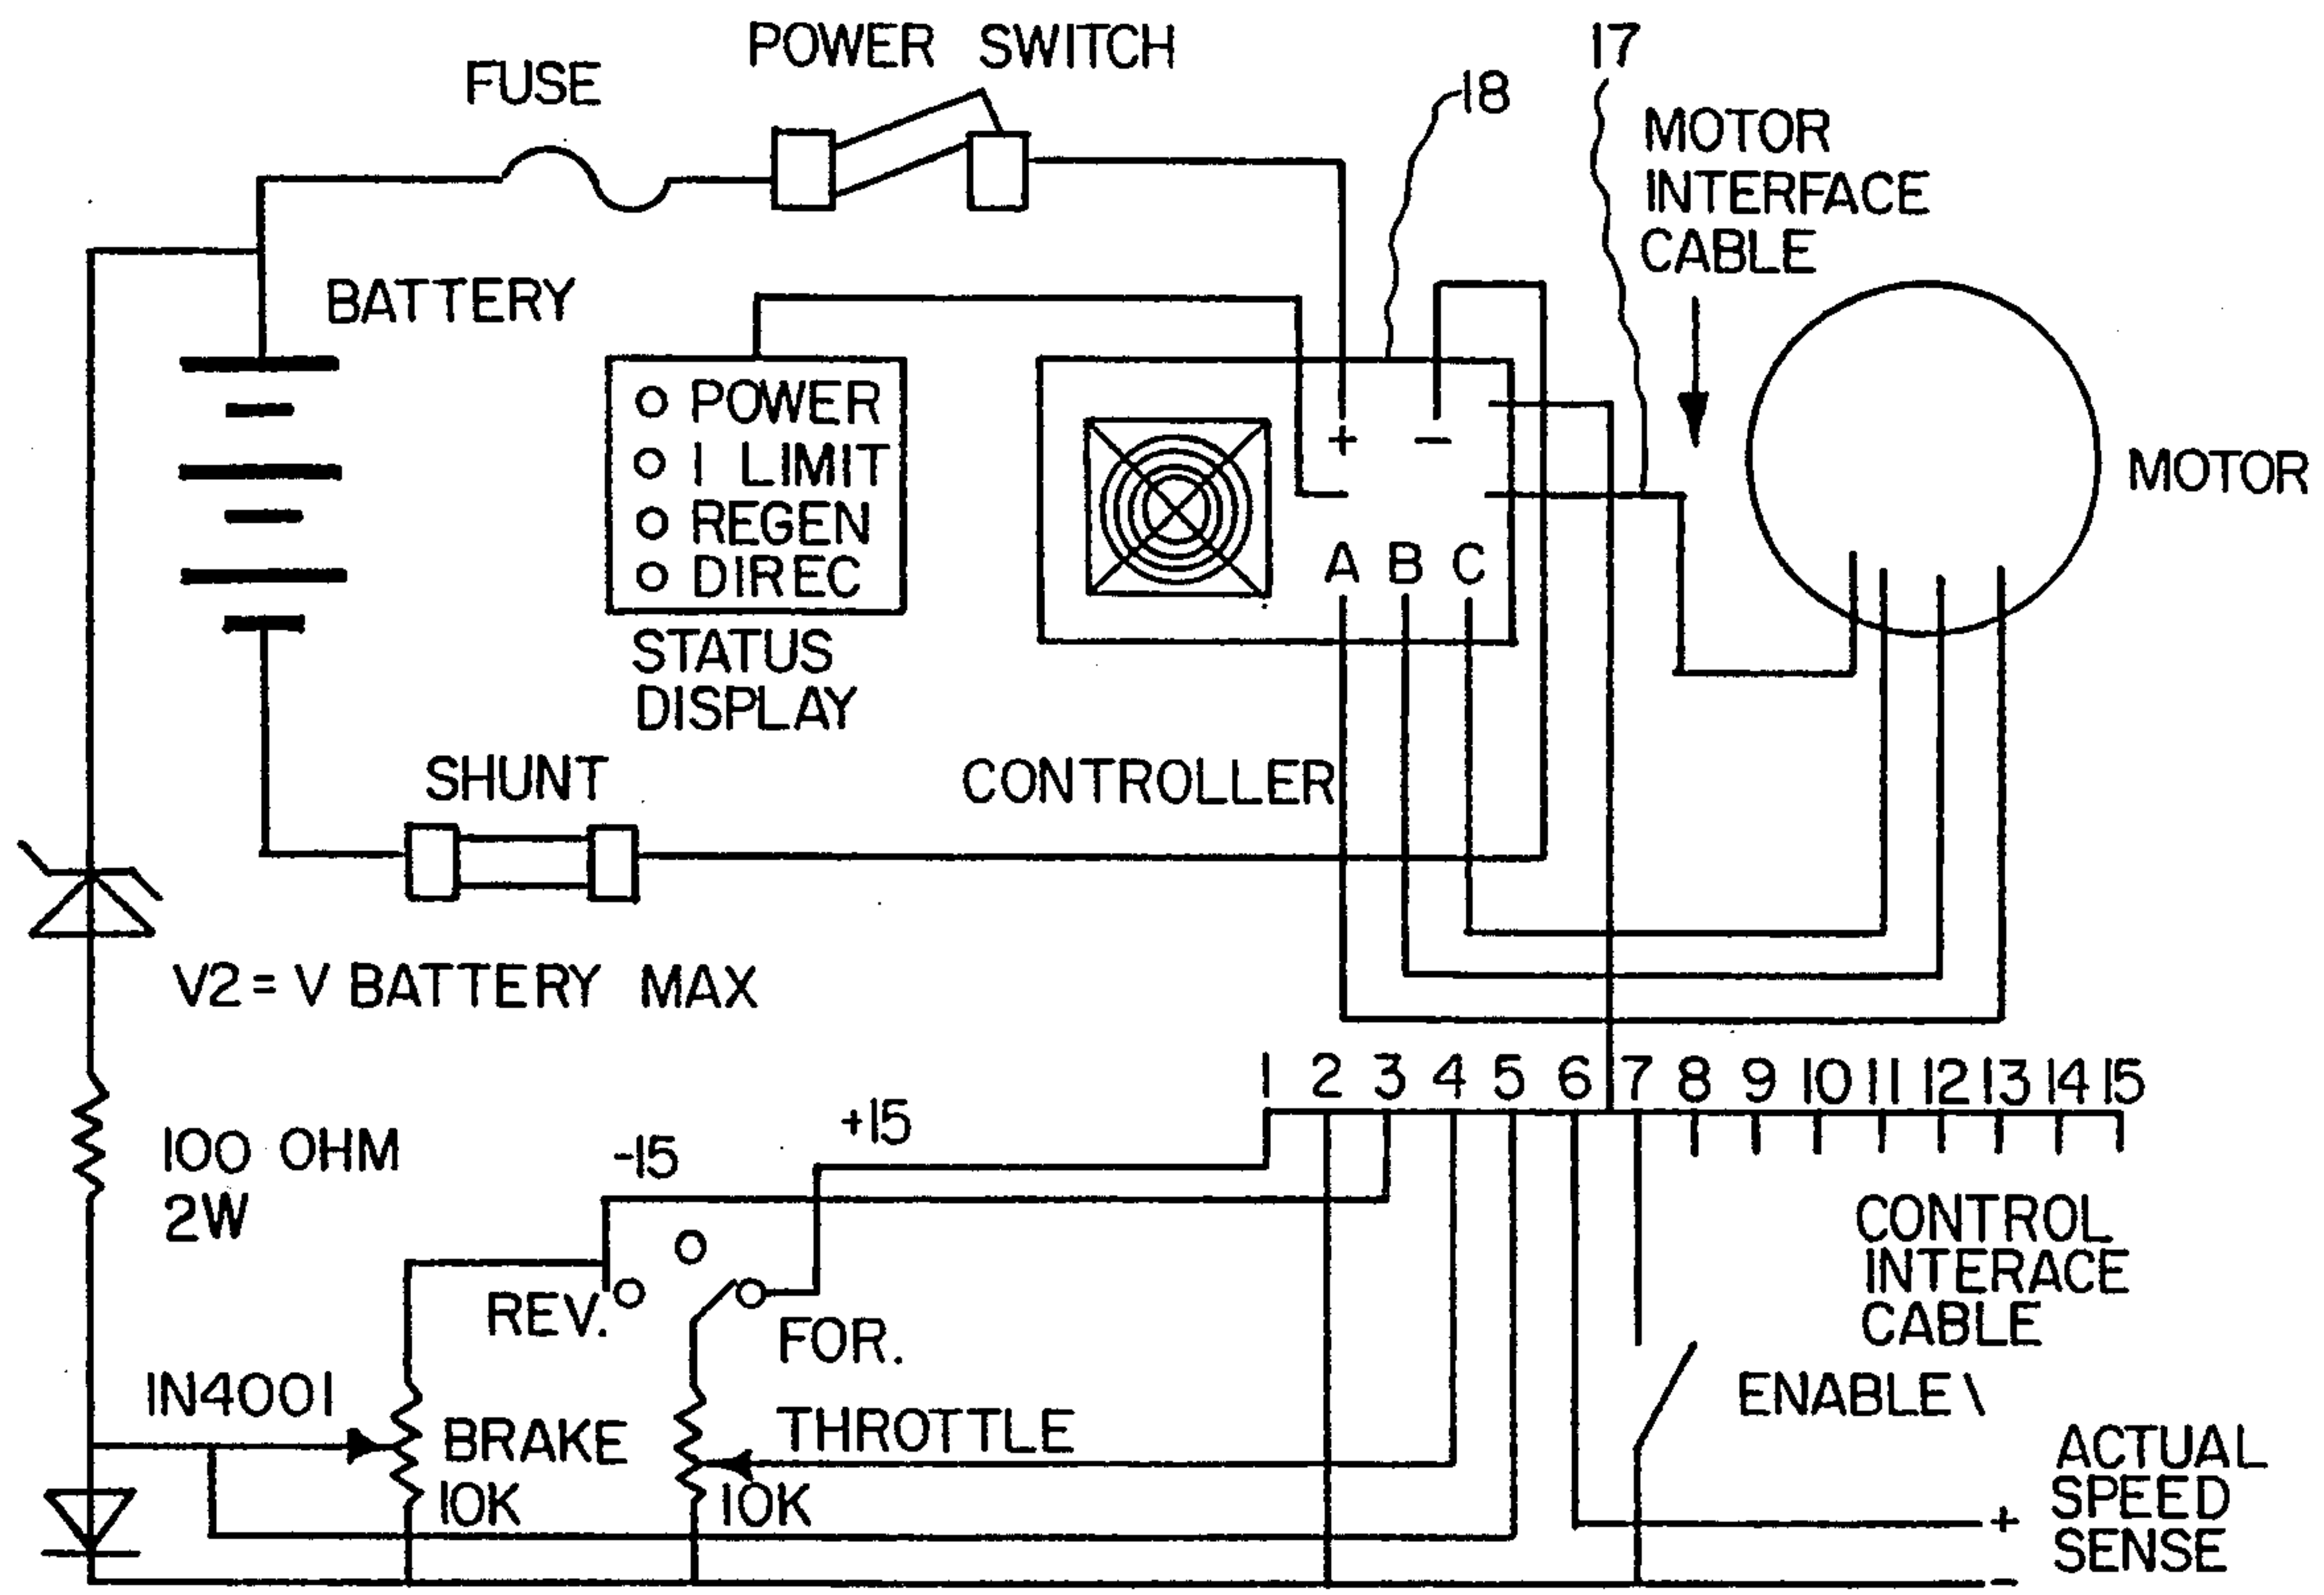 POWER SWITCH
17
FUSE
18
MOTOR
INTERFACE
CABLE
BATTERY
POWER
I LIMIT
REGEN
DIREC
+ −
A B C
MOTOR
STATUS
DISPLAY
SHUNT
CONTROLLER
V2 = V BATTERY MAX
1 2 3 4 5 6 7 8 9 10 11 12 13 14 15
+15
-15
100 OHM
2W
CONTROL
INTERACE
CABLE
REV.
FOR.
1N4001
ENABLE \
BRAKE
10K
THROTTLE
10K
ACTUAL
SPEED
SENSE
+
−